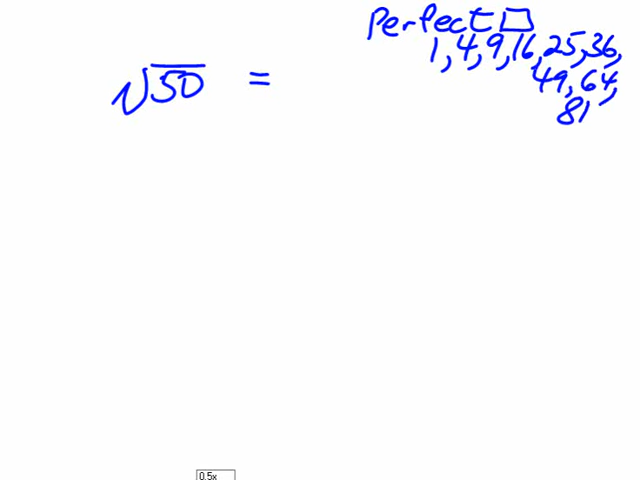 Perfect □
1, 4, 9, 16, 25, 36,
49, 64,
81
√50 =
0.5x